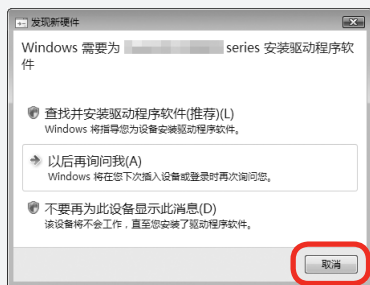 发现新硬件
Windows 需要为 series 安装驱动程序软
件
查找并安装驱动程序软件(推荐)(L)
Windows 将指导您为设备安装驱动程序软件。
以后再询问我(A)
Windows 将在您下次插入设备或登录时再次询问您。
不要再为此设备显示此消息(D)
该设备将不会工作，直至您安装了驱动程序软件。
取消